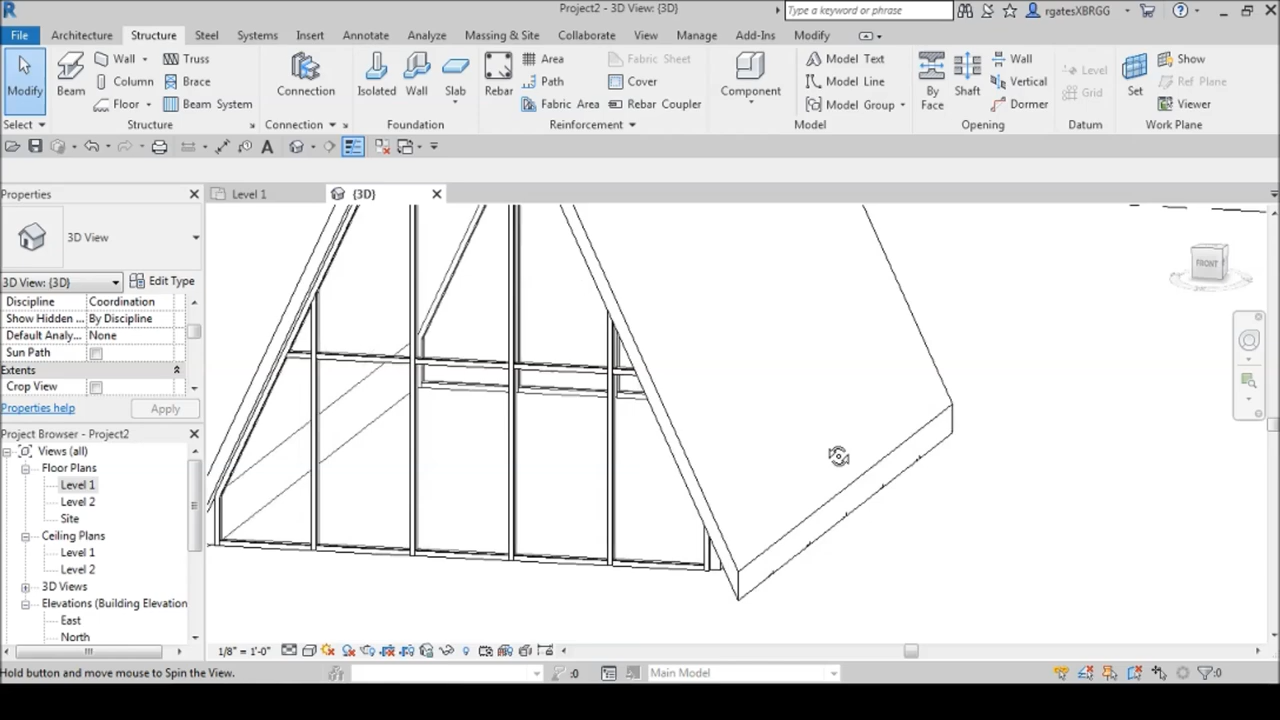 Project2 - 3D View: {3D}
Type a keyword or phrase
rgatesXBRGG
File Architecture Structure Steel Systems Insert Annotate Analyze Massing & Site Collaborate View Manage Add-Ins Modify
Modify
Select
Beam
Wall
Column
Floor
Truss
Brace
Beam System
Structure
Connection
Connection
Isolated
Wall
Slab
Foundation
Rebar
Area
Path
Fabric Area
Fabric Sheet
Cover
Rebar Coupler
Reinforcement
Component
Model Text
Model Line
Model Group
Model
By
Face
Shaft
Wall
Vertical
Dormer
Opening
Level
Grid
Datum
Set
Show
Ref Plane
Viewer
Work Plane
Properties
Level 1
{3D}
3D View
3D View: {3D}
Edit Type
Discipline Coordination
Show Hidden ... By Discipline
Default Analy... None
Sun Path
Extents
Crop View
Properties help
Apply
Project Browser - Project2
Views (all)
Floor Plans
Level 1
Level 2
Site
Ceiling Plans
Level 1
Level 2
3D Views
Elevations (Building Elevation
East
North
FRONT
1/8" = 1'-0"
Hold button and move mouse to Spin the View.
:0
Main Model
:0